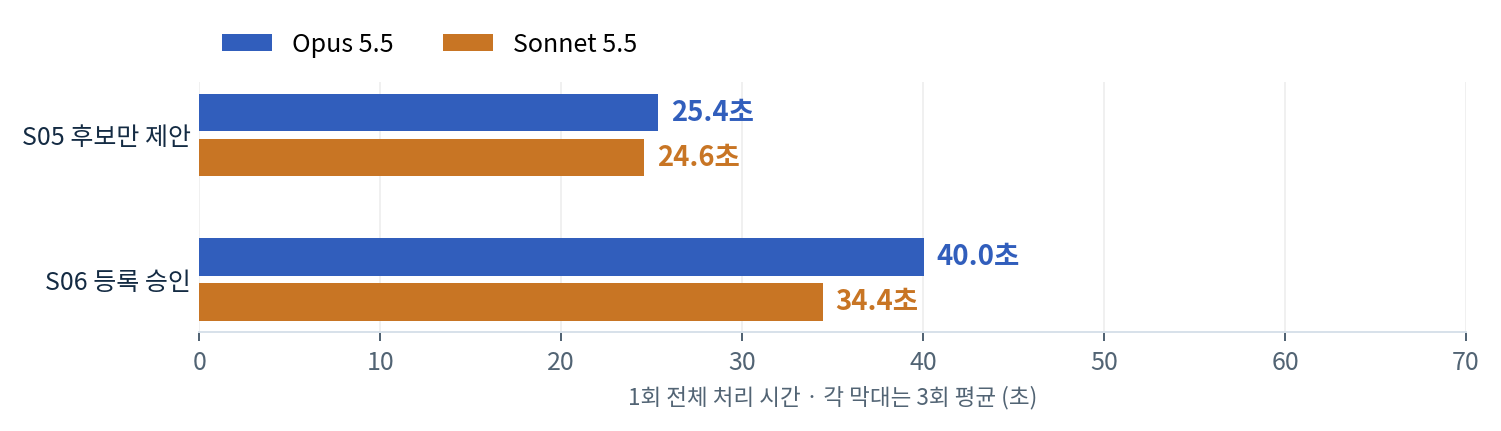 Opus 5.5 Sonnet 5.5
25.4초
S05 후보만 제안
24.6초
40.0초
S06 등록 승인
34.4초
0 10 20 30 40 50 60 70
1회 전체 처리 시간 · 각 막대는 3회 평균 (초)